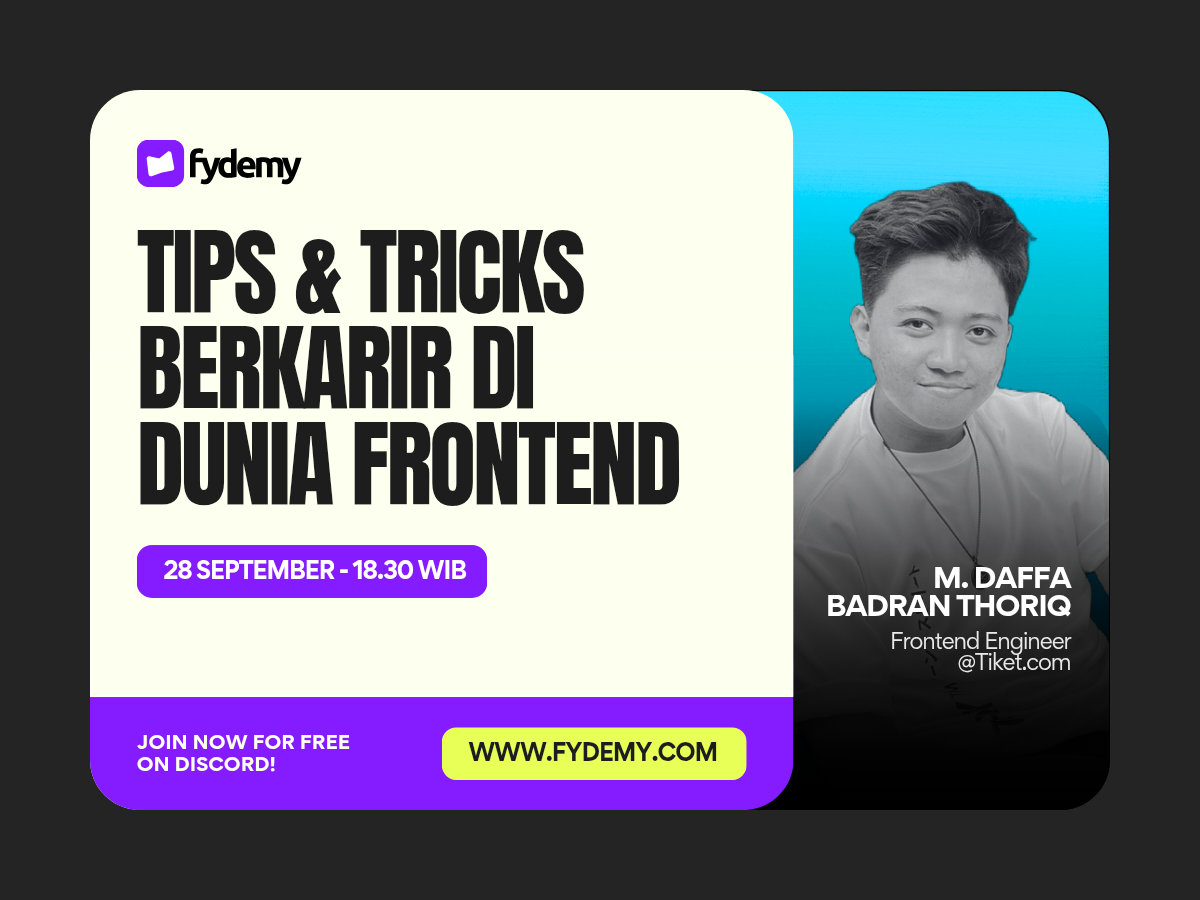 fydemy
TIPS & TRICKS
BERKARIR DI
DUNIA FRONTEND
28 SEPTEMBER - 18.30 WIB
JOIN NOW FOR FREE
ON DISCORD!
WWW.FYDEMY.COM
M. DAFFA
BADRAN THORIQ
Frontend Engineer
@Tiket.com